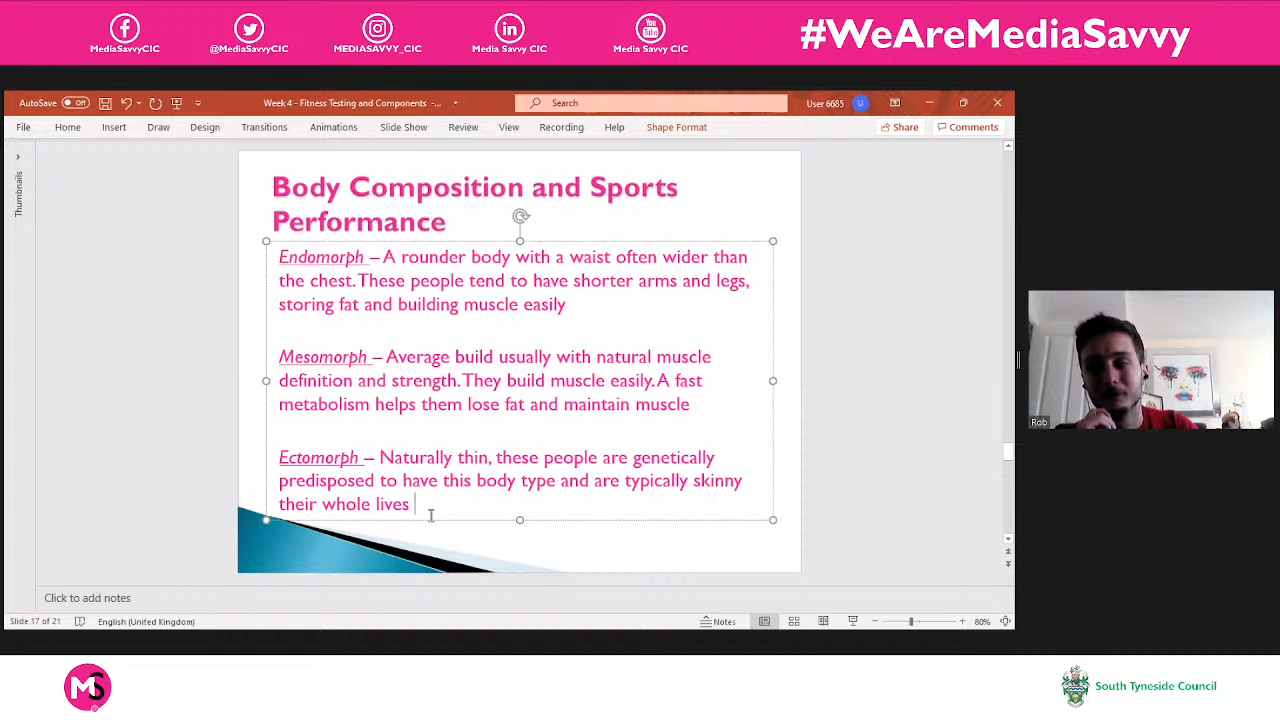 MediaSavvyCIC
@MediaSavvyCIC
MEDIASAVVY_CIC
Media Savvy CIC
You Tube
Media Savvy CIC
#WeAreMediaSavvy
AutoSave Off
Week 4 - Fitness Testing and Components -...
Search
User 6685
U
File Home Insert Draw Design Transitions Animations Slide Show Review View Recording Help Shape Format
Share Comments
Thumbnails
Body Composition and Sports
Performance
Endomorph – A rounder body with a waist often wider than
the chest. These people tend to have shorter arms and legs,
storing fat and building muscle easily
Mesomorph – Average build usually with natural muscle
definition and strength. They build muscle easily. A fast
metabolism helps them lose fat and maintain muscle
Ectomorph – Naturally thin, these people are genetically
predisposed to have this body type and are typically skinny
their whole lives
Rob
Click to add notes
Slide 17 of 21 English (United Kingdom) Notes 80%
MS
South Tyneside Council